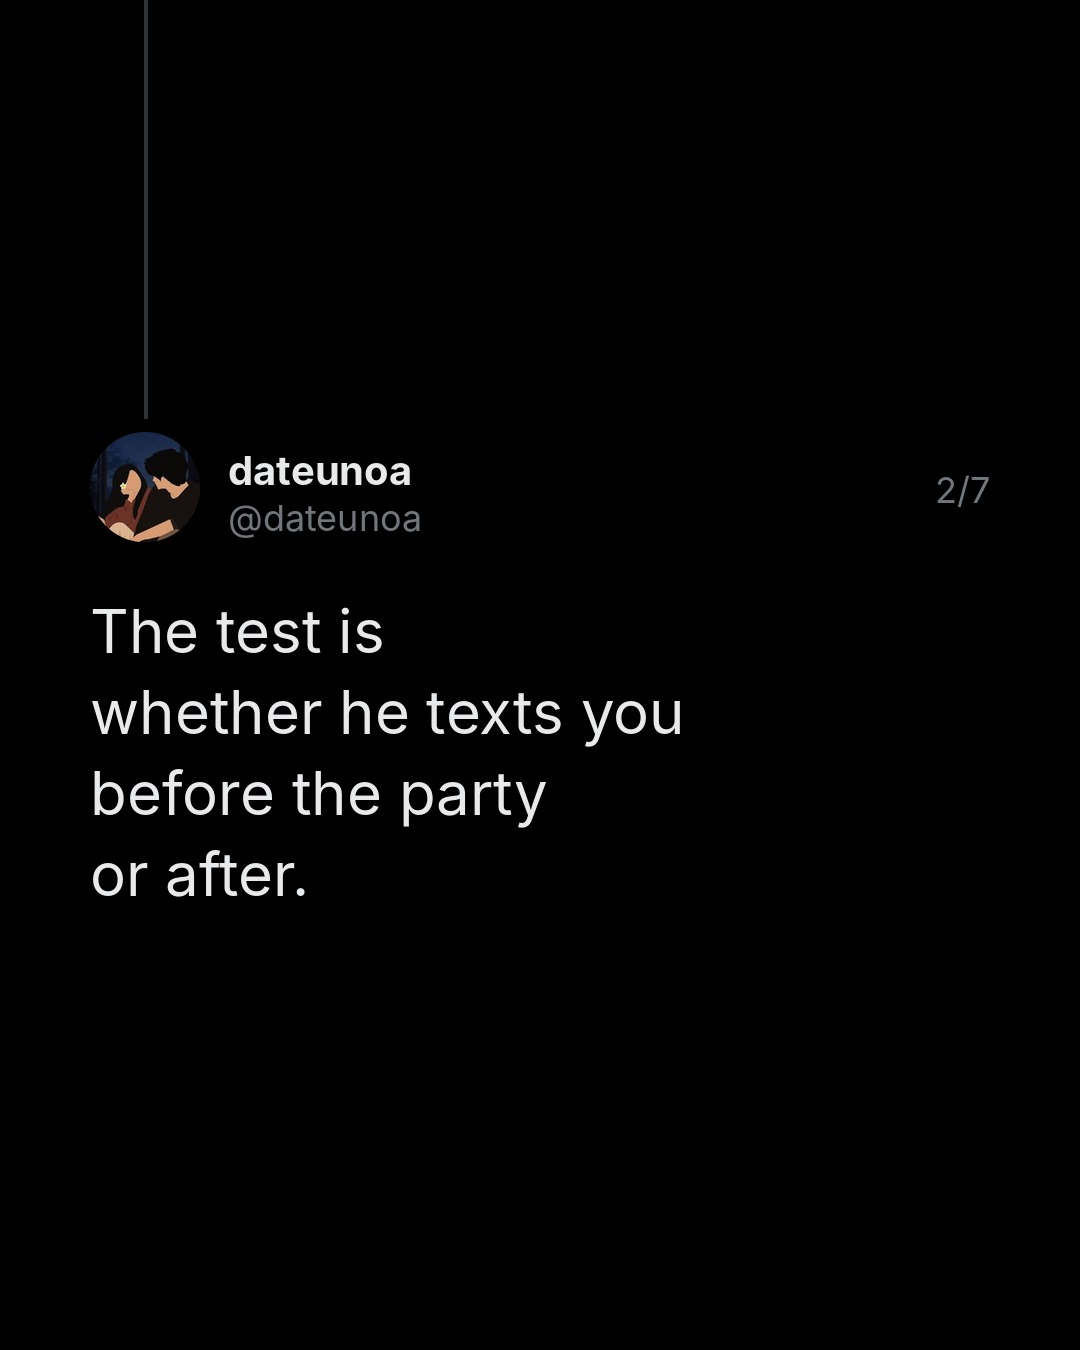 dateunoa
@dateunoa
2/7
The test is
whether he texts you
before the party
or after.